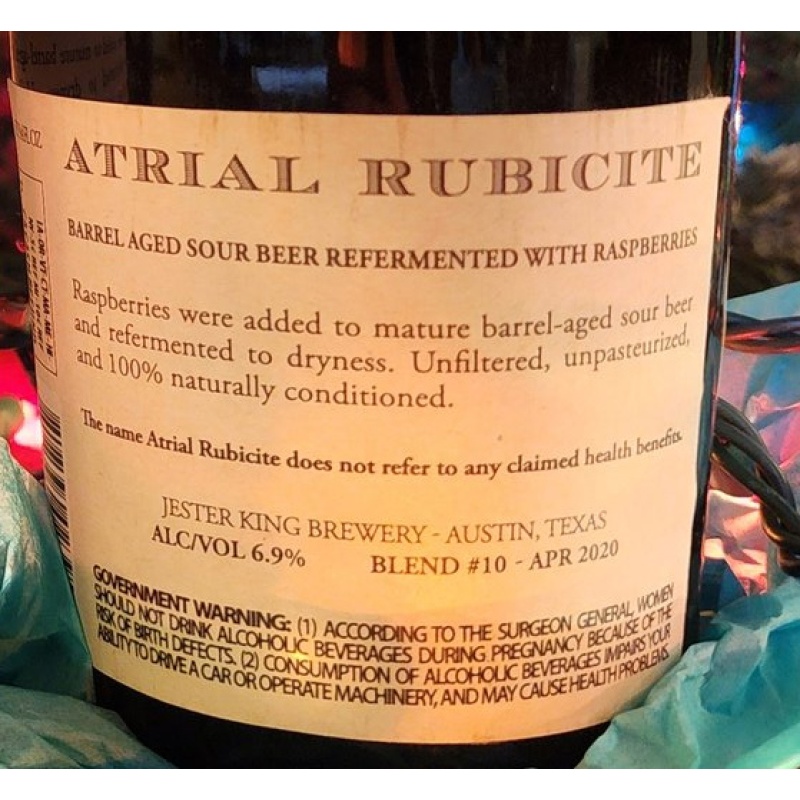 ATRIAL RUBICITE
BARREL AGED SOUR BEER REFERMENTED WITH RASPBERRIES
Raspberries were added to mature barrel-aged sour beer
and refermented to dryness. Unfiltered, unpasteurized,
and 100% naturally conditioned.
The name Atrial Rubicite does not refer to any claimed health benefits.
JESTER KING BREWERY - AUSTIN, TEXAS
ALC/VOL 6.9% BLEND #10 - APR 2020
GOVERNMENT WARNING: (1) ACCORDING TO THE SURGEON GENERAL, WOMEN
SHOULD NOT DRINK ALCOHOLIC BEVERAGES DURING PREGNANCY BECAUSE OF THE
RISK OF BIRTH DEFECTS. (2) CONSUMPTION OF ALCOHOLIC BEVERAGES IMPAIRS YOUR
ABILITY TO DRIVE A CAR OR OPERATE MACHINERY, AND MAY CAUSE HEALTH PROBLEMS.